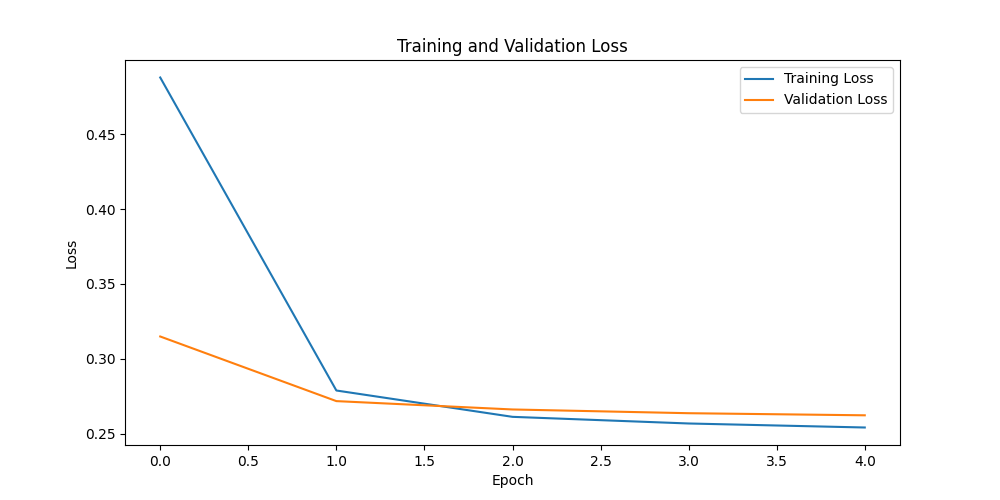 Training and Validation Loss
Training Loss
Validation Loss
Loss
0.45
0.40
0.35
0.30
0.25
0.0 0.5 1.0 1.5 2.0 2.5 3.0 3.5 4.0
Epoch